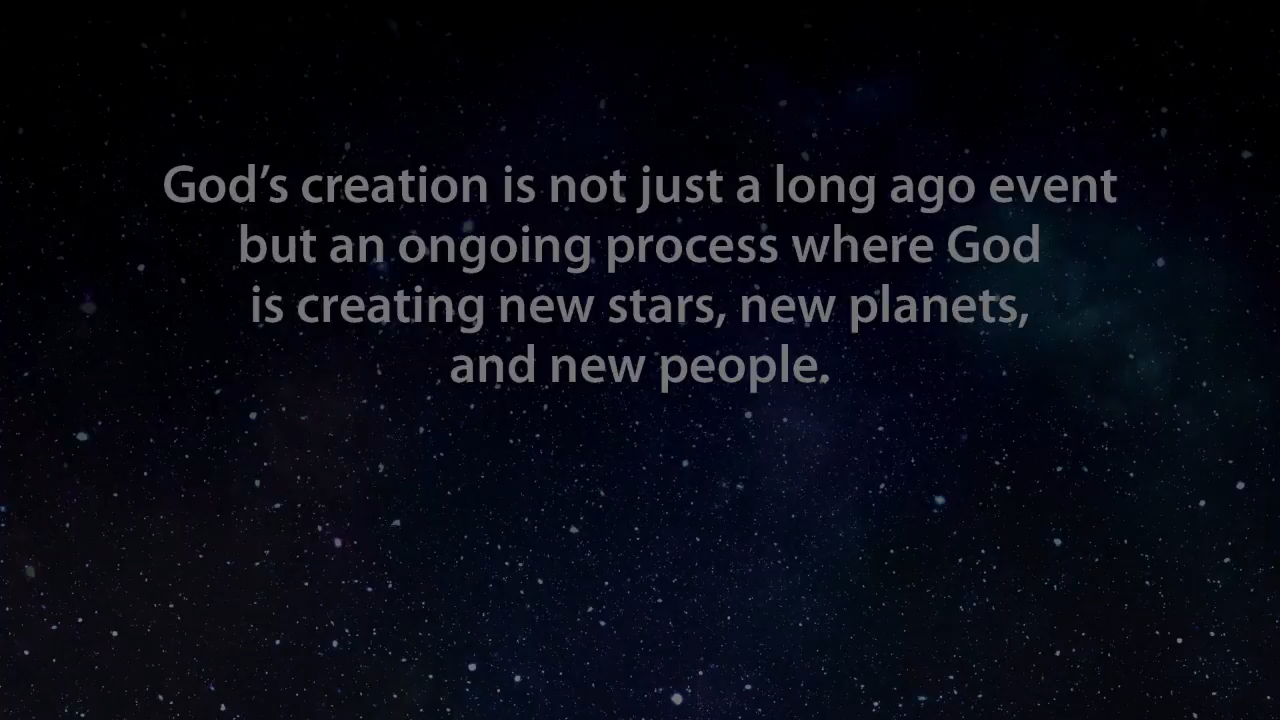 God’s creation is not just a long ago event
but an ongoing process where God
is creating new stars, new planets,
and new people.